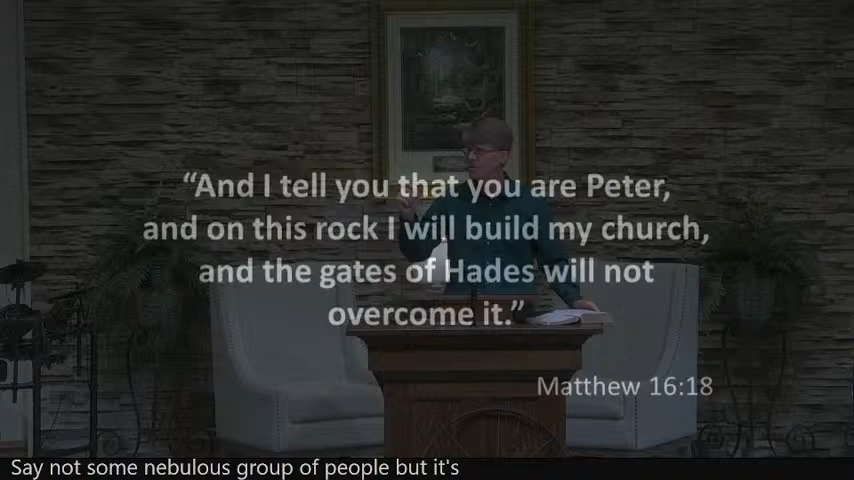 “And I tell you that you are Peter,
and on this rock I will build my church,
and the gates of Hades will not
overcome it.”
Matthew 16:18
Say not some nebulous group of people but it's